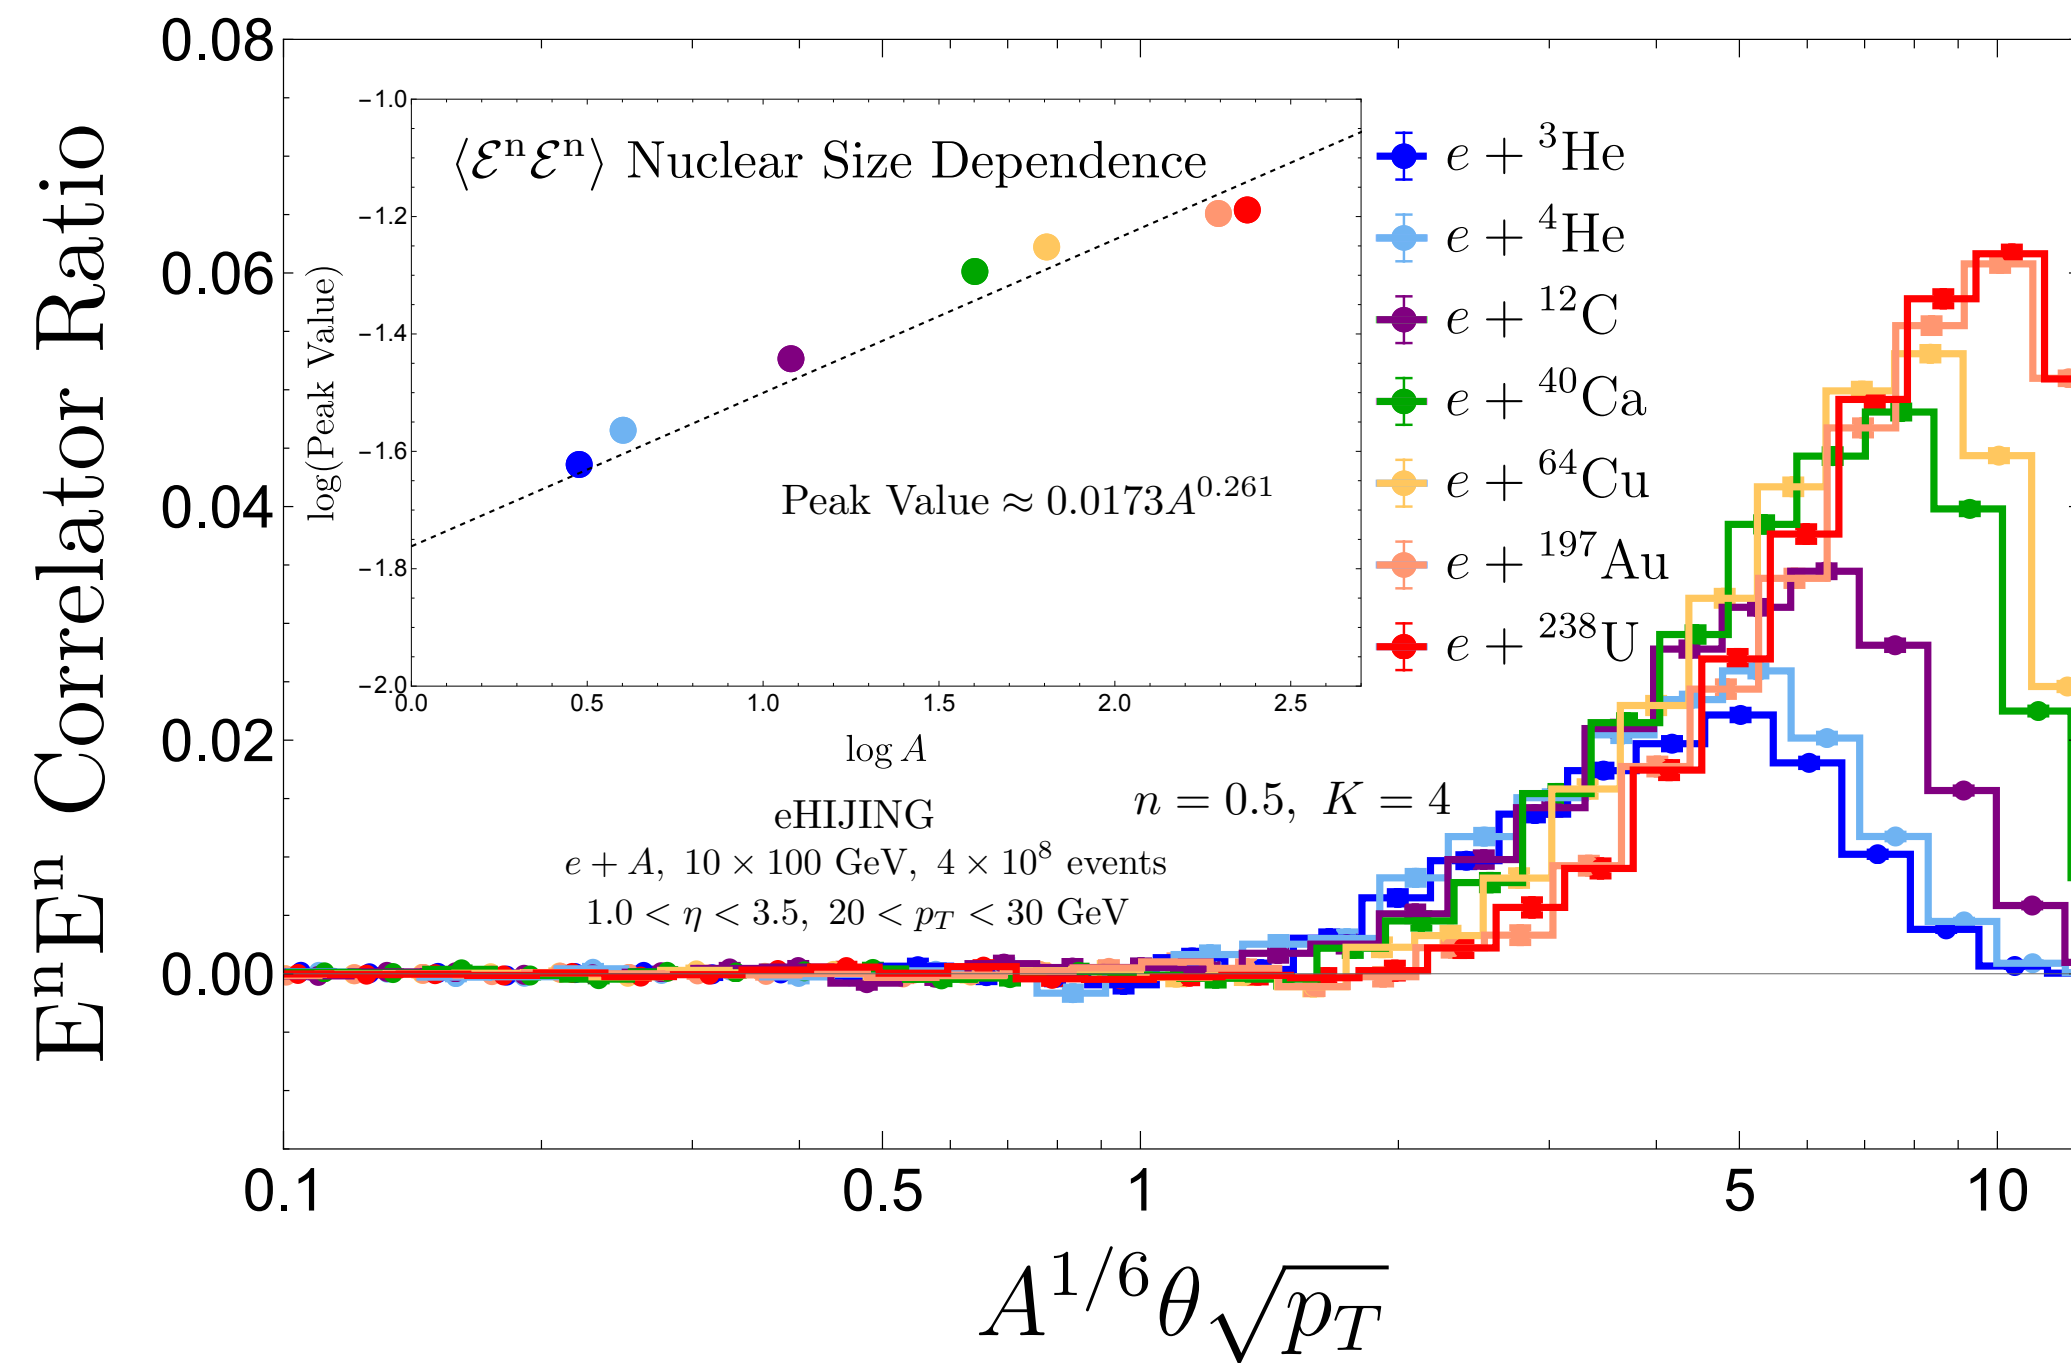 EⁿEⁿ Correlator Ratio
0.08
0.06
0.04
0.02
0.00
0.1
0.5
1
5
10
A^{1/6}θ√p_T
⟨ℰⁿℰⁿ⟩ Nuclear Size Dependence
log(Peak Value)
−1.0
−1.2
−1.4
−1.6
−1.8
−2.0
0.0
0.5
1.0
1.5
2.0
2.5
log A
Peak Value ≈ 0.0173A^{0.261}
e + ³He
e + ⁴He
e + ¹²C
e + ⁴⁰Ca
e + ⁶⁴Cu
e + ¹⁹⁷Au
e + ²³⁸U
n = 0.5, K = 4
eHIJING
e + A, 10 × 100 GeV, 4 × 10⁸ events
1.0 < η < 3.5, 20 < p_T < 30 GeV